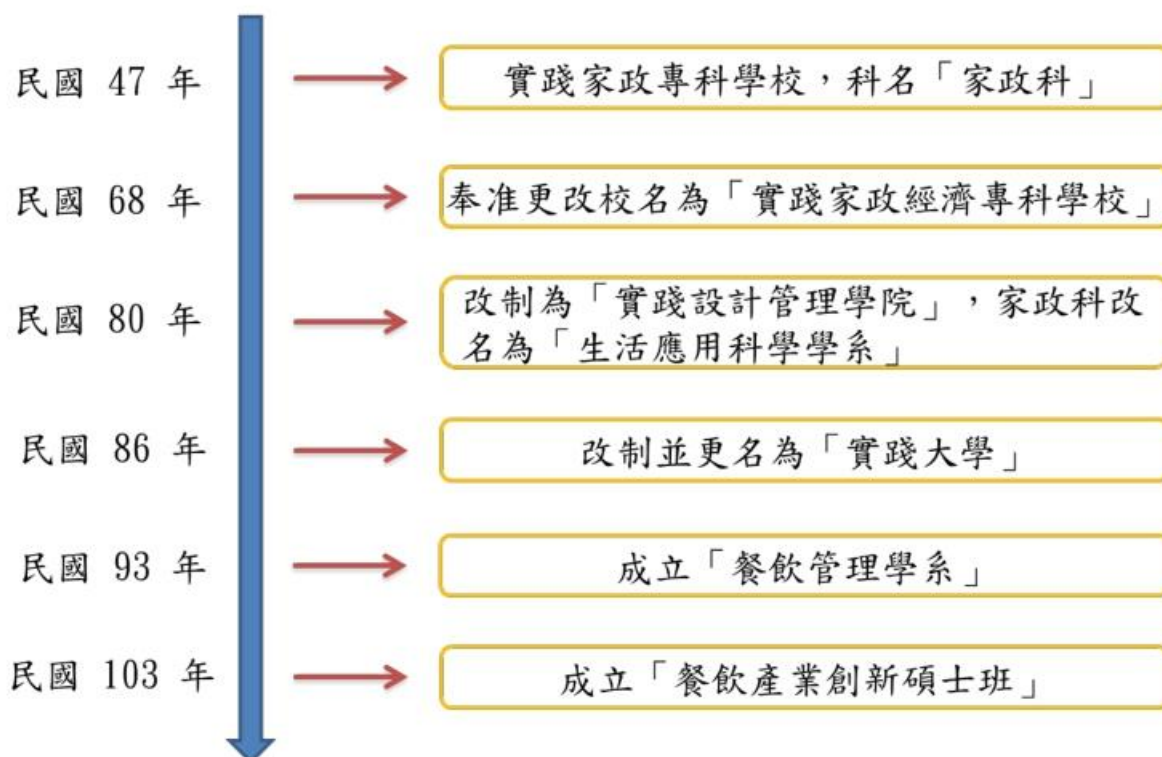 民國 47 年
實踐家政專科學校，科名「家政科」
民國 68 年
奉准更改校名為「實踐家政經濟專科學校」
民國 80 年
改制為「實踐設計管理學院」，家政科改
名為「生活應用科學學系」
民國 86 年
改制並更名為「實踐大學」
民國 93 年
成立「餐飲管理學系」
民國 103 年
成立「餐飲產業創新碩士班」